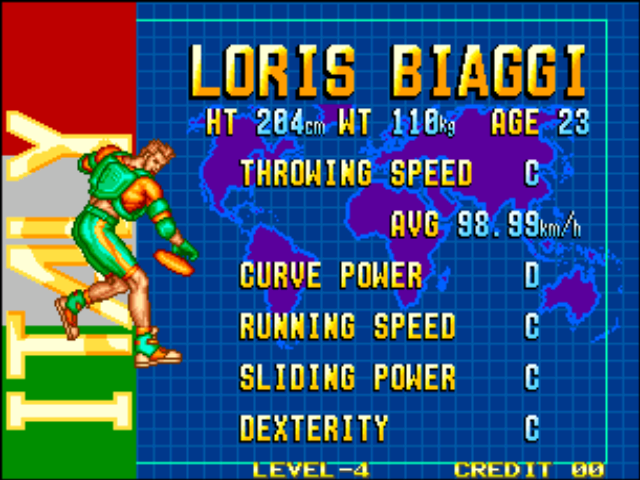 LORIS BIAGGI
HT 204cm WT 110kg AGE 23
THROWING SPEED C
AVG 98.99km/h
CURVE POWER D
RUNNING SPEED C
SLIDING POWER C
DEXTERITY C
LEVEL-4 CREDIT 00
ITALY